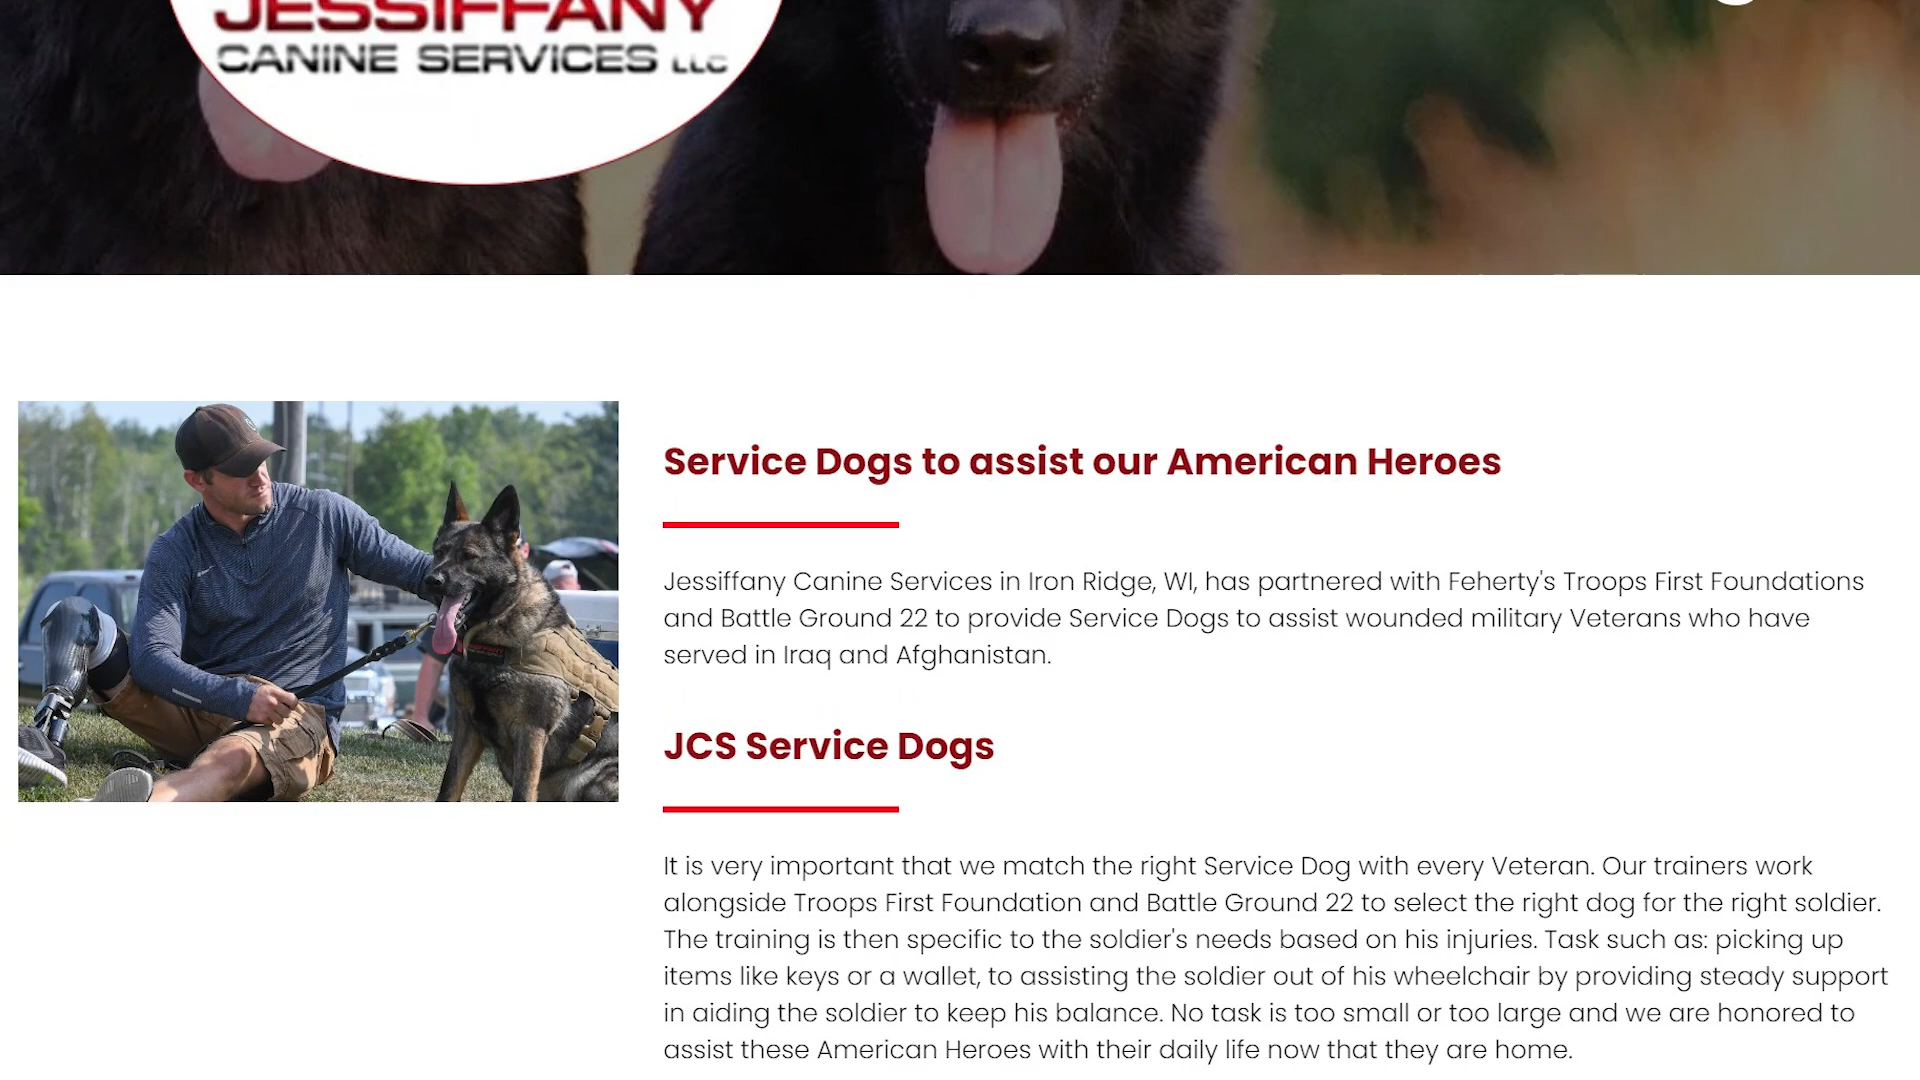 JESSIFFANY
CANINE SERVICES LLC
Service Dogs to assist our American Heroes
Jessiffany Canine Services in Iron Ridge, WI, has partnered with Feherty's Troops First Foundations
and Battle Ground 22 to provide Service Dogs to assist wounded military Veterans who have
served in Iraq and Afghanistan.
JCS Service Dogs
It is very important that we match the right Service Dog with every Veteran. Our trainers work
alongside Troops First Foundation and Battle Ground 22 to select the right dog for the right soldier.
The training is then specific to the soldier's needs based on his injuries. Task such as: picking up
items like keys or a wallet, to assisting the soldier out of his wheelchair by providing steady support
in aiding the soldier to keep his balance. No task is too small or too large and we are honored to
assist these American Heroes with their daily life now that they are home.